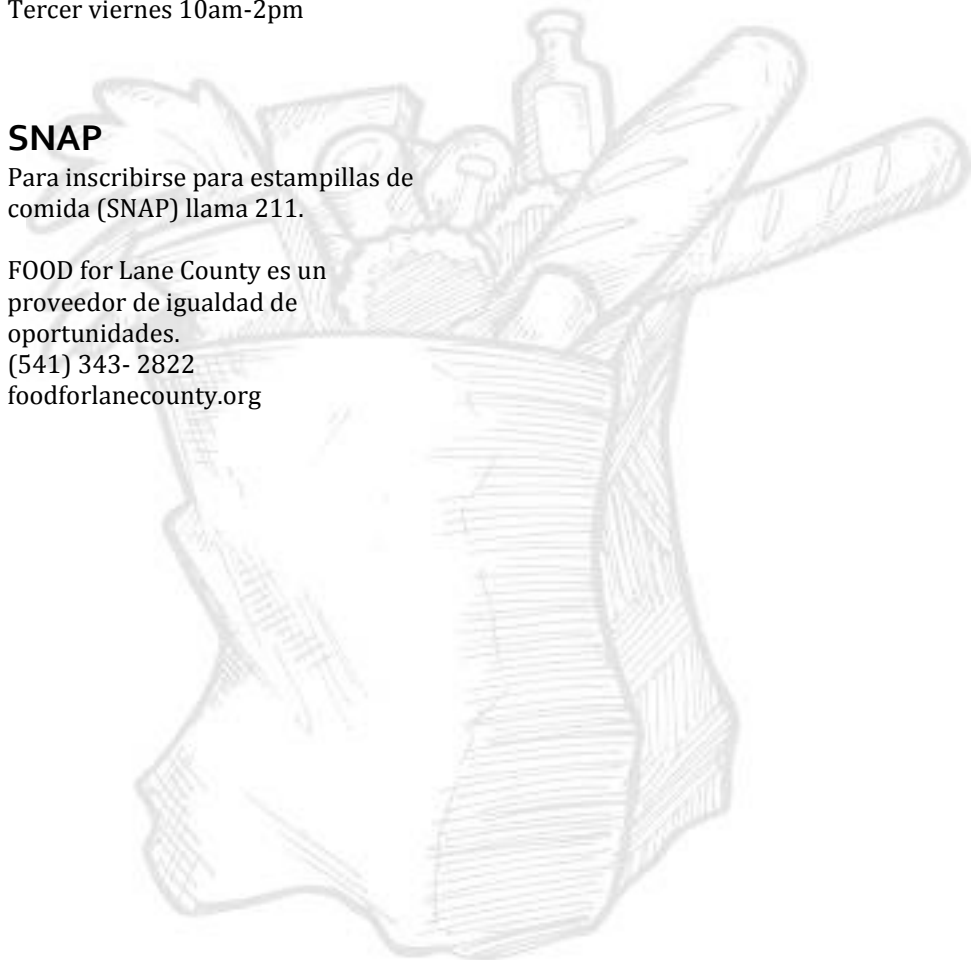 Tercer viernes 10am-2pm
SNAP
Para inscribirse para estampillas de
comida (SNAP) llama 211.
FOOD for Lane County es un
proveedor de igualdad de
oportunidades.
(541) 343- 2822
foodforlanecounty.org